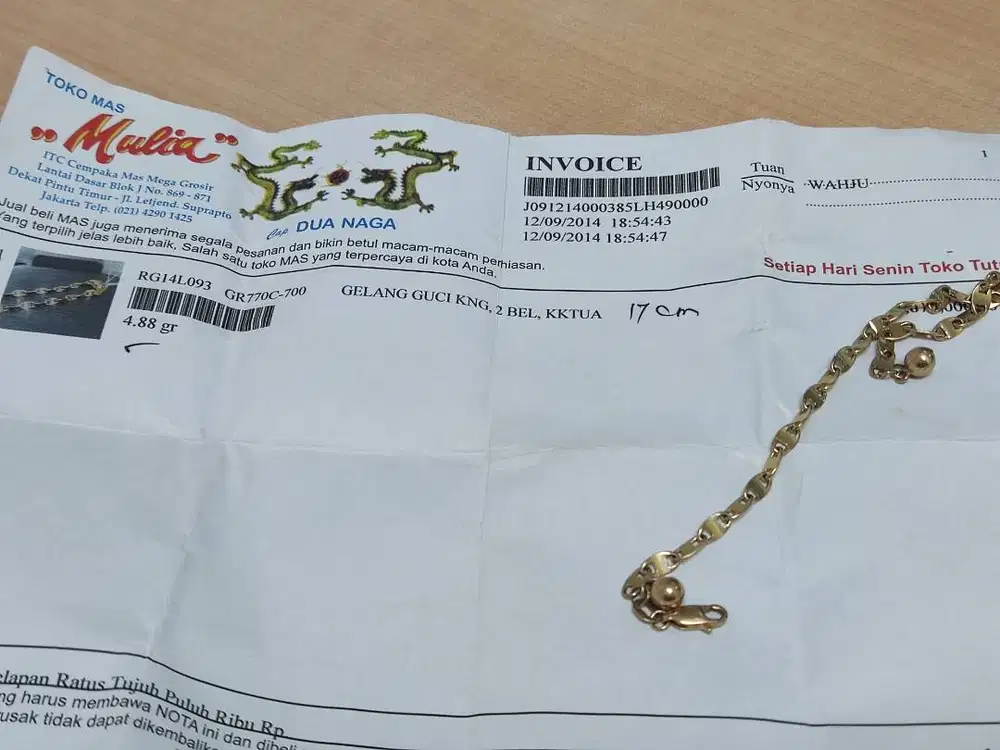 TOKO MAS
" Mulia "
ITC Cempaka Mas Mega Grosir
Lantai Dasar Blok J No. 869 - 871
Dekat Pintu Timur - Jl. Letjend. Suprapto
Jakarta Telp. (021) 4290 1425
Cap DUA NAGA
Jual beli MAS juga menerima segala pesanan dan bikin betul macam-macam perhiasan.
Yang terpilih jelas lebih baik. Salah satu toko MAS yang terpercaya di kota Anda.
INVOICE
J091214000385LH490000
12/09/2014 18:54:43
12/09/2014 18:54:47
1
Tuan
Nyonya WAHJU
Setiap Hari Senin Toko Tut
RG14L093 GR770C-700 GELANG GUCI KNG, 2 BEL, KKTUA 17 cm
4.88 gr
elapan Ratus Tujuh Puluh Ribu Rp
ng harus membawa NOTA ini dan dibeli
usak tidak dapat dikembalik